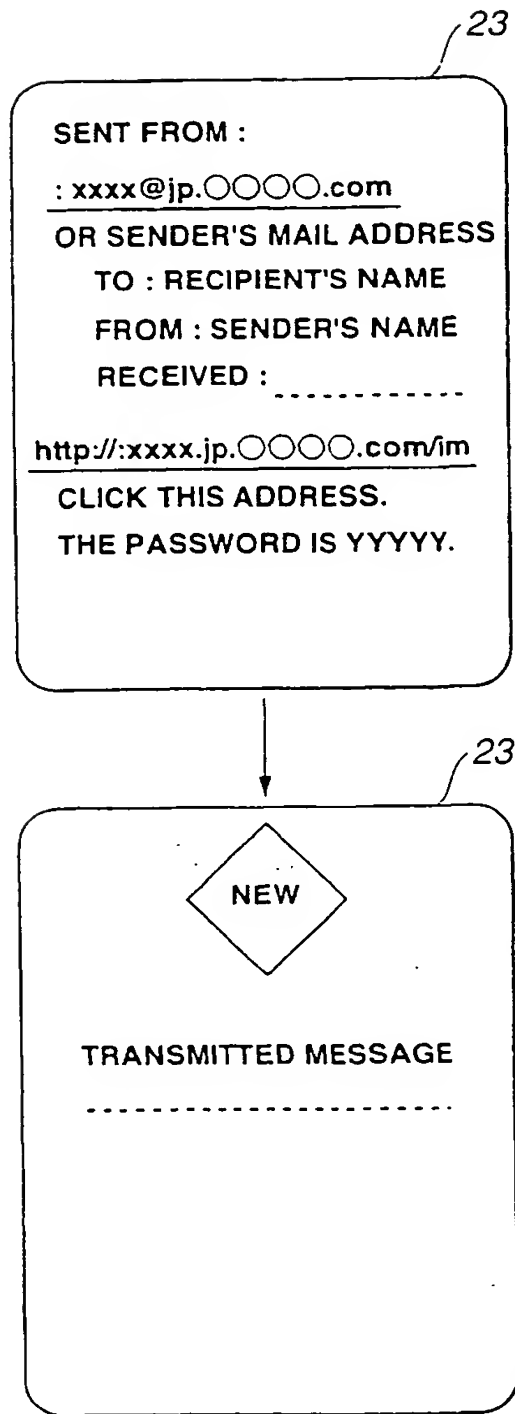 23
SENT FROM :
: xxxx@jp.○○○○.com
OR SENDER'S MAIL ADDRESS
TO : RECIPIENT'S NAME
FROM : SENDER'S NAME
RECEIVED :
http://:xxxx.jp.○○○○.com/im
CLICK THIS ADDRESS.
THE PASSWORD IS YYYYY.
23
NEW
TRANSMITTED MESSAGE